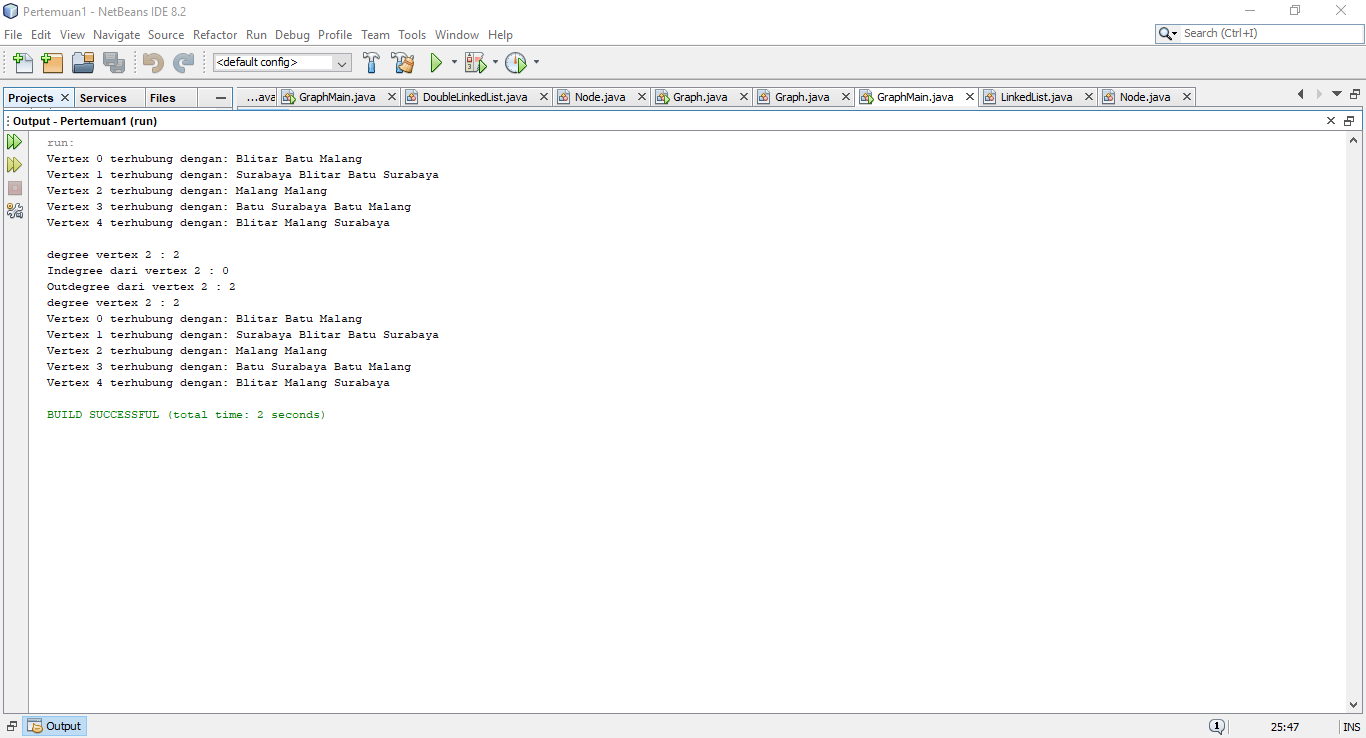 Pertemuan1 - NetBeans IDE 8.2
File Edit View Navigate Source Refactor Run Debug Profile Team Tools Window Help
Search (Ctrl+I)
<default config>
Projects Services Files ...ava GraphMain.java DoubleLinkedList.java Node.java Graph.java Graph.java GraphMain.java LinkedList.java Node.java
Output - Pertemuan1 (run)
run:
Vertex 0 terhubung dengan: Blitar Batu Malang
Vertex 1 terhubung dengan: Surabaya Blitar Batu Surabaya
Vertex 2 terhubung dengan: Malang Malang
Vertex 3 terhubung dengan: Batu Surabaya Batu Malang
Vertex 4 terhubung dengan: Blitar Malang Surabaya
degree vertex 2 : 2
Indegree dari vertex 2 : 0
Outdegree dari vertex 2 : 2
degree vertex 2 : 2
Vertex 0 terhubung dengan: Blitar Batu Malang
Vertex 1 terhubung dengan: Surabaya Blitar Batu Surabaya
Vertex 2 terhubung dengan: Malang Malang
Vertex 3 terhubung dengan: Batu Surabaya Batu Malang
Vertex 4 terhubung dengan: Blitar Malang Surabaya
BUILD SUCCESSFUL (total time: 2 seconds)
Output 1 25:47 INS